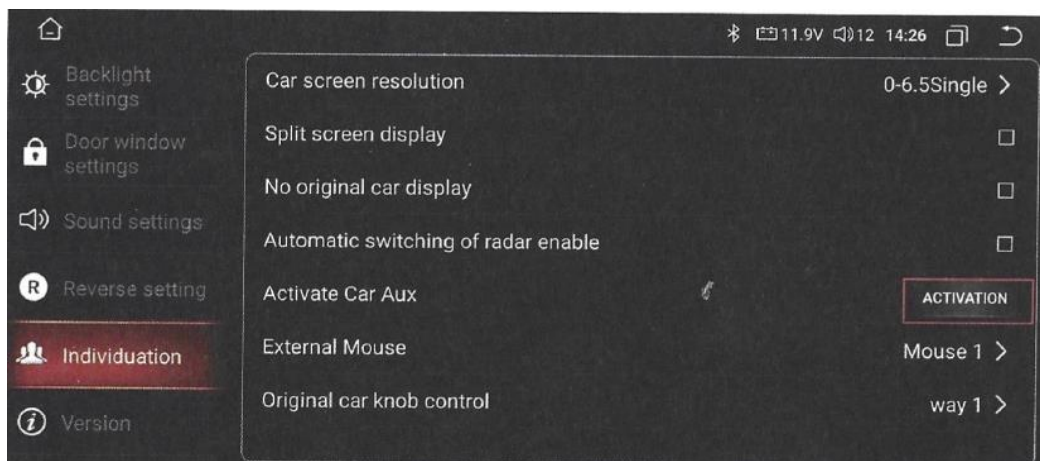 11.9V 12 14:26
Backlight
settings
Door window
settings
Sound settings
R Reverse setting
Individuation
i Version
Car screen resolution 0-6.5Single >
Split screen display
No original car display
Automatic switching of radar enable
Activate Car Aux ACTIVATION
External Mouse Mouse 1 >
Original car knob control way 1 >